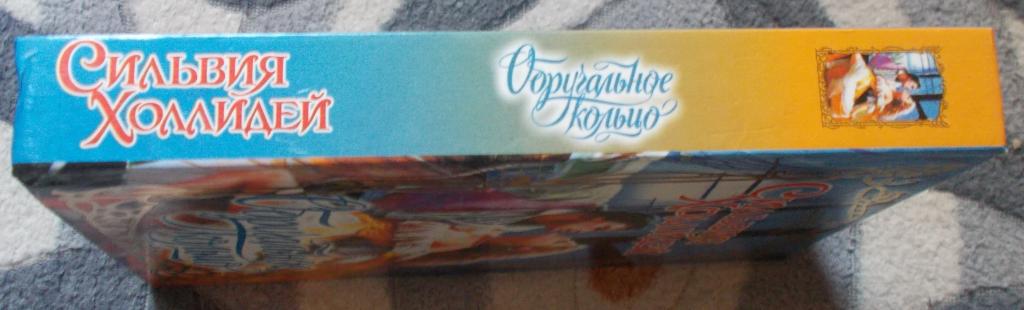 Сильвия
Холлидей
Обручальное
кольцо